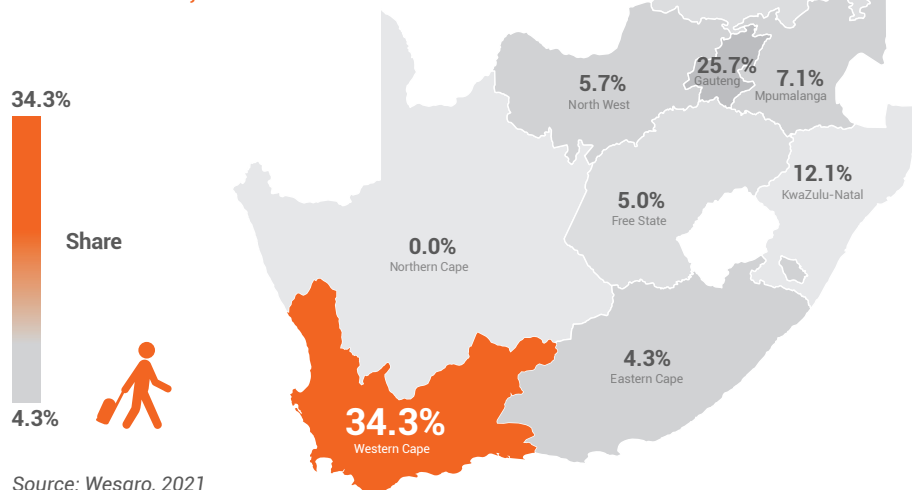 25.7%
Gauteng
5.7%
North West
7.1%
Mpumalanga
34.3%
12.1%
KwaZulu-Natal
5.0%
Free State
Share
0.0%
Northern Cape
4.3%
Eastern Cape
34.3%
Western Cape
4.3%
Source: Wesgro, 2021